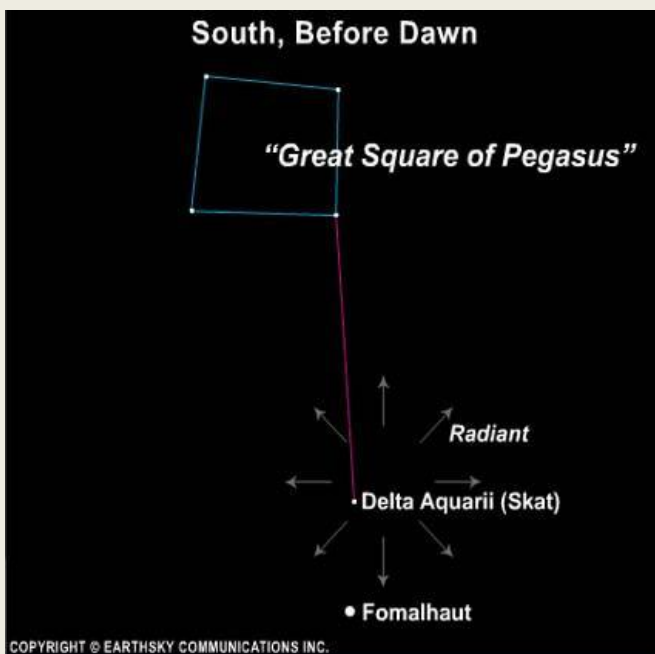 South, Before Dawn
“Great Square of Pegasus”
Radiant
Delta Aquarii (Skat)
Fomalhaut
COPYRIGHT © EARTHSKY COMMUNICATIONS INC.